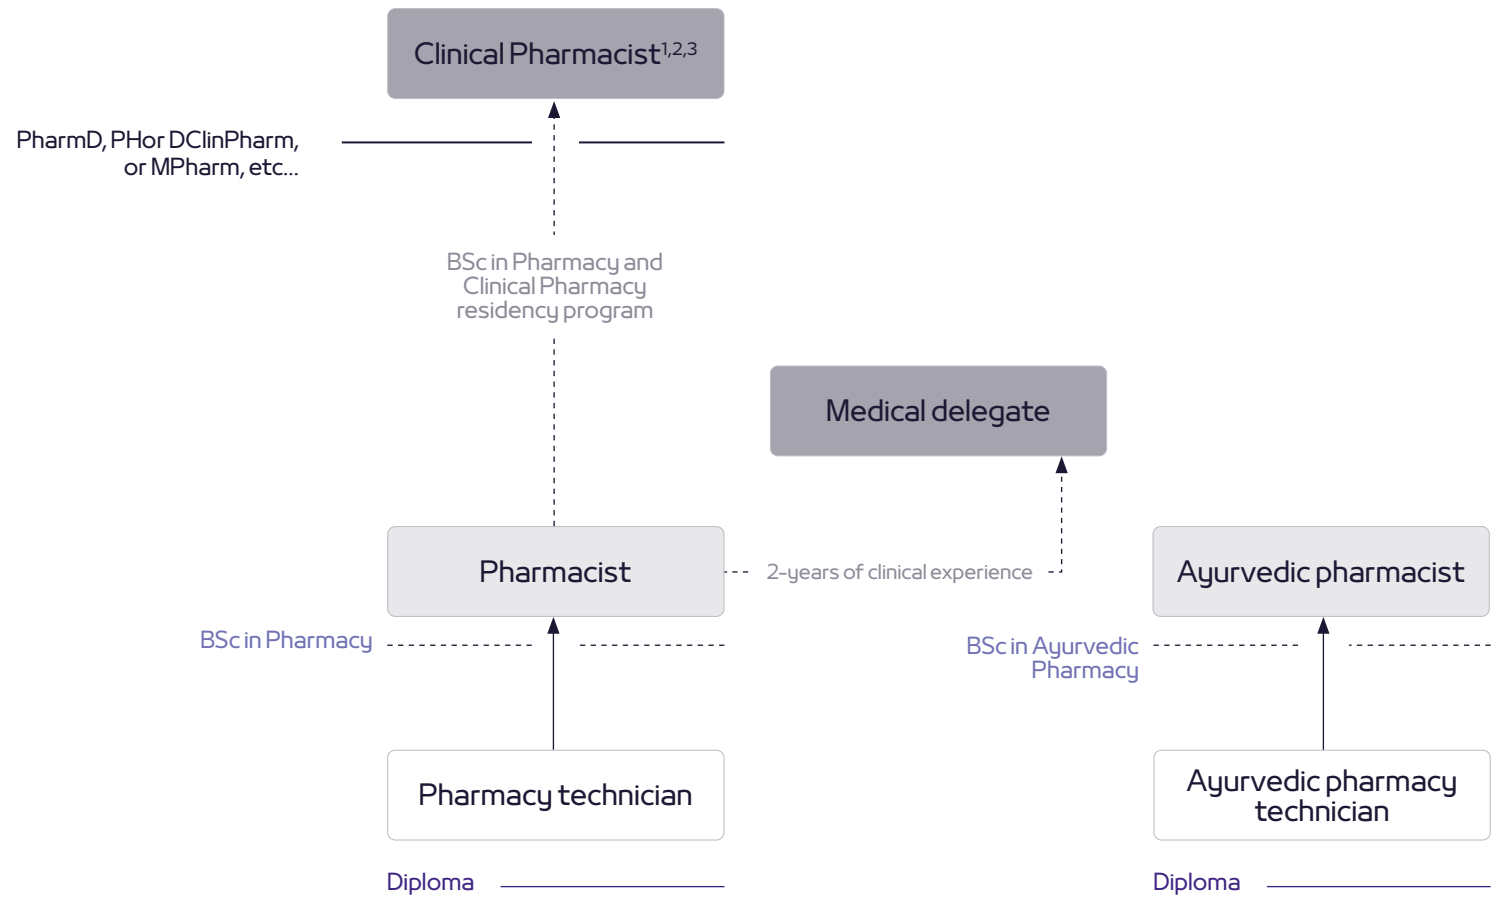 Clinical Pharmacist1,2,3
PharmD, PHor DClinPharm,
or MPharm, etc...
BSc in Pharmacy and
Clinical Pharmacy
residency program
Medical delegate
Pharmacist
2-years of clinical experience
Ayurvedic pharmacist
BSc in Pharmacy
BSc in Ayurvedic
Pharmacy
Pharmacy technician
Ayurvedic pharmacy
technician
Diploma
Diploma